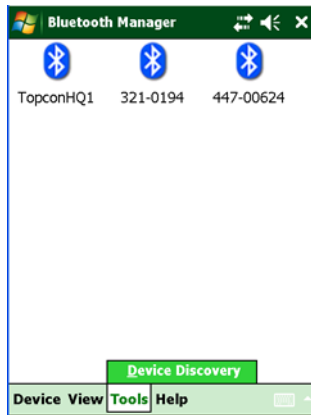 Bluetooth Manager
TopconHQ1 321-0194 447-00624
Device Discovery
Device View Tools Help